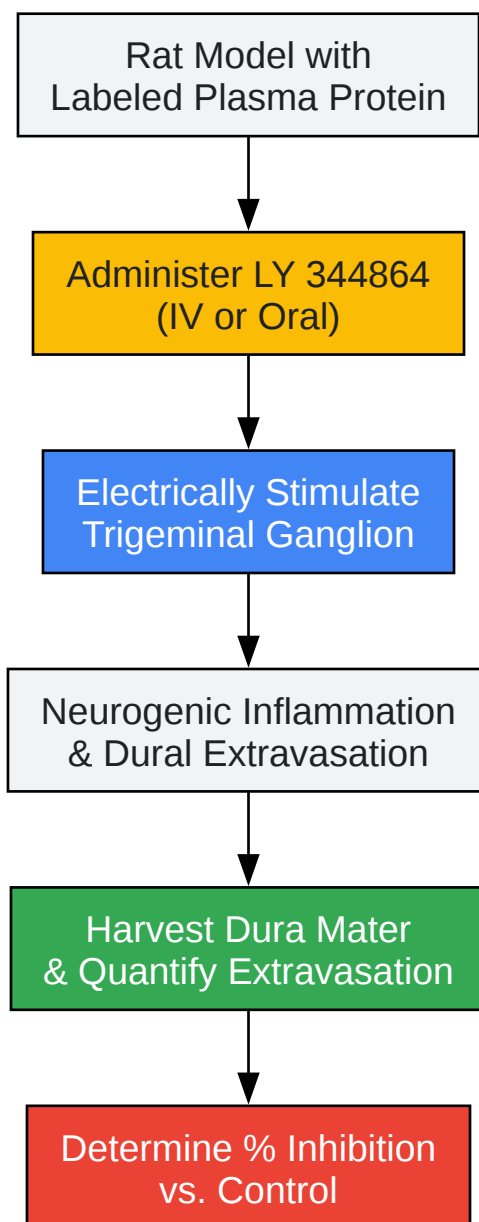 Rat Model with
Labeled Plasma Protein
Administer LY 344864
(IV or Oral)
Electrically Stimulate
Trigeminal Ganglion
Neurogenic Inflammation
& Dural Extravasation
Harvest Dura Mater
& Quantify Extravasation
Determine % Inhibition
vs. Control